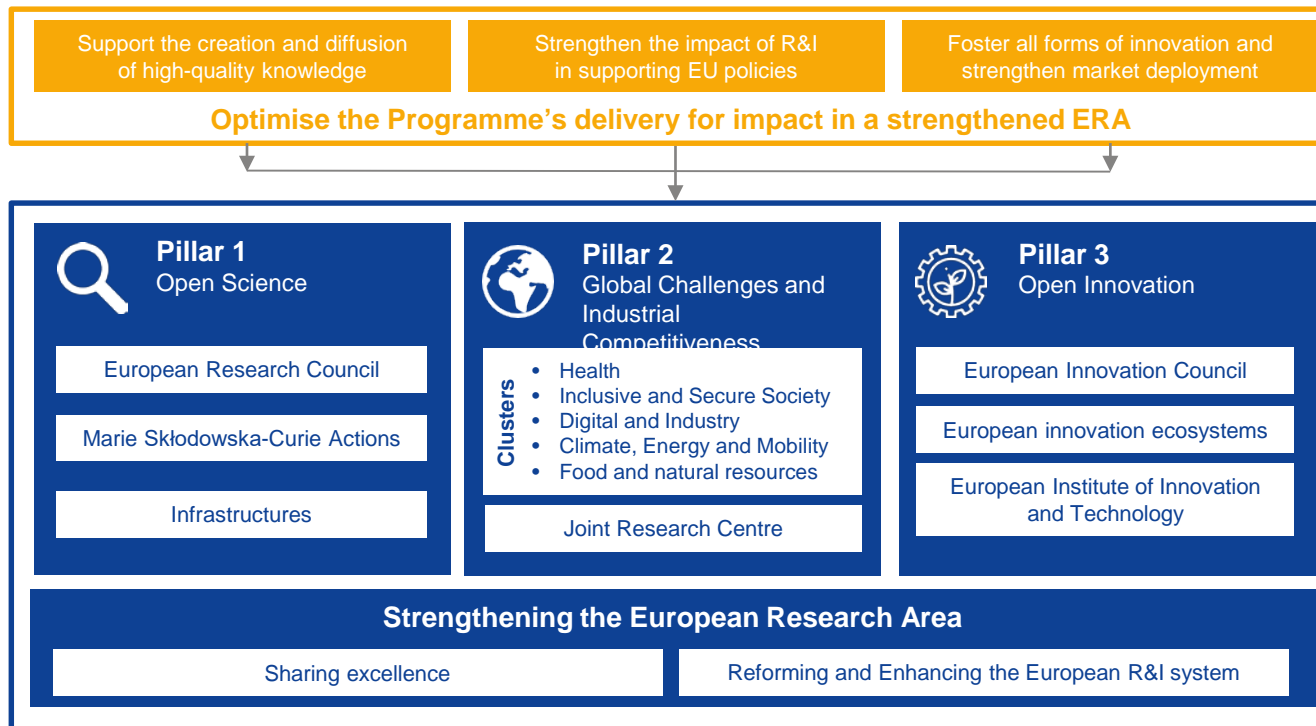 Support the creation and diffusion
of high-quality knowledge
Strengthen the impact of R&I
in supporting EU policies
Foster all forms of innovation and
strengthen market deployment
Optimise the Programme’s delivery for impact in a strengthened ERA
Pillar 1
Open Science
European Research Council
Marie Skłodowska-Curie Actions
Infrastructures
Pillar 2
Global Challenges and
Industrial
Competitiveness
Clusters
• Health
• Inclusive and Secure Society
• Digital and Industry
• Climate, Energy and Mobility
• Food and natural resources
Joint Research Centre
Pillar 3
Open Innovation
European Innovation Council
European innovation ecosystems
European Institute of Innovation
and Technology
Strengthening the European Research Area
Sharing excellence
Reforming and Enhancing the European R&I system